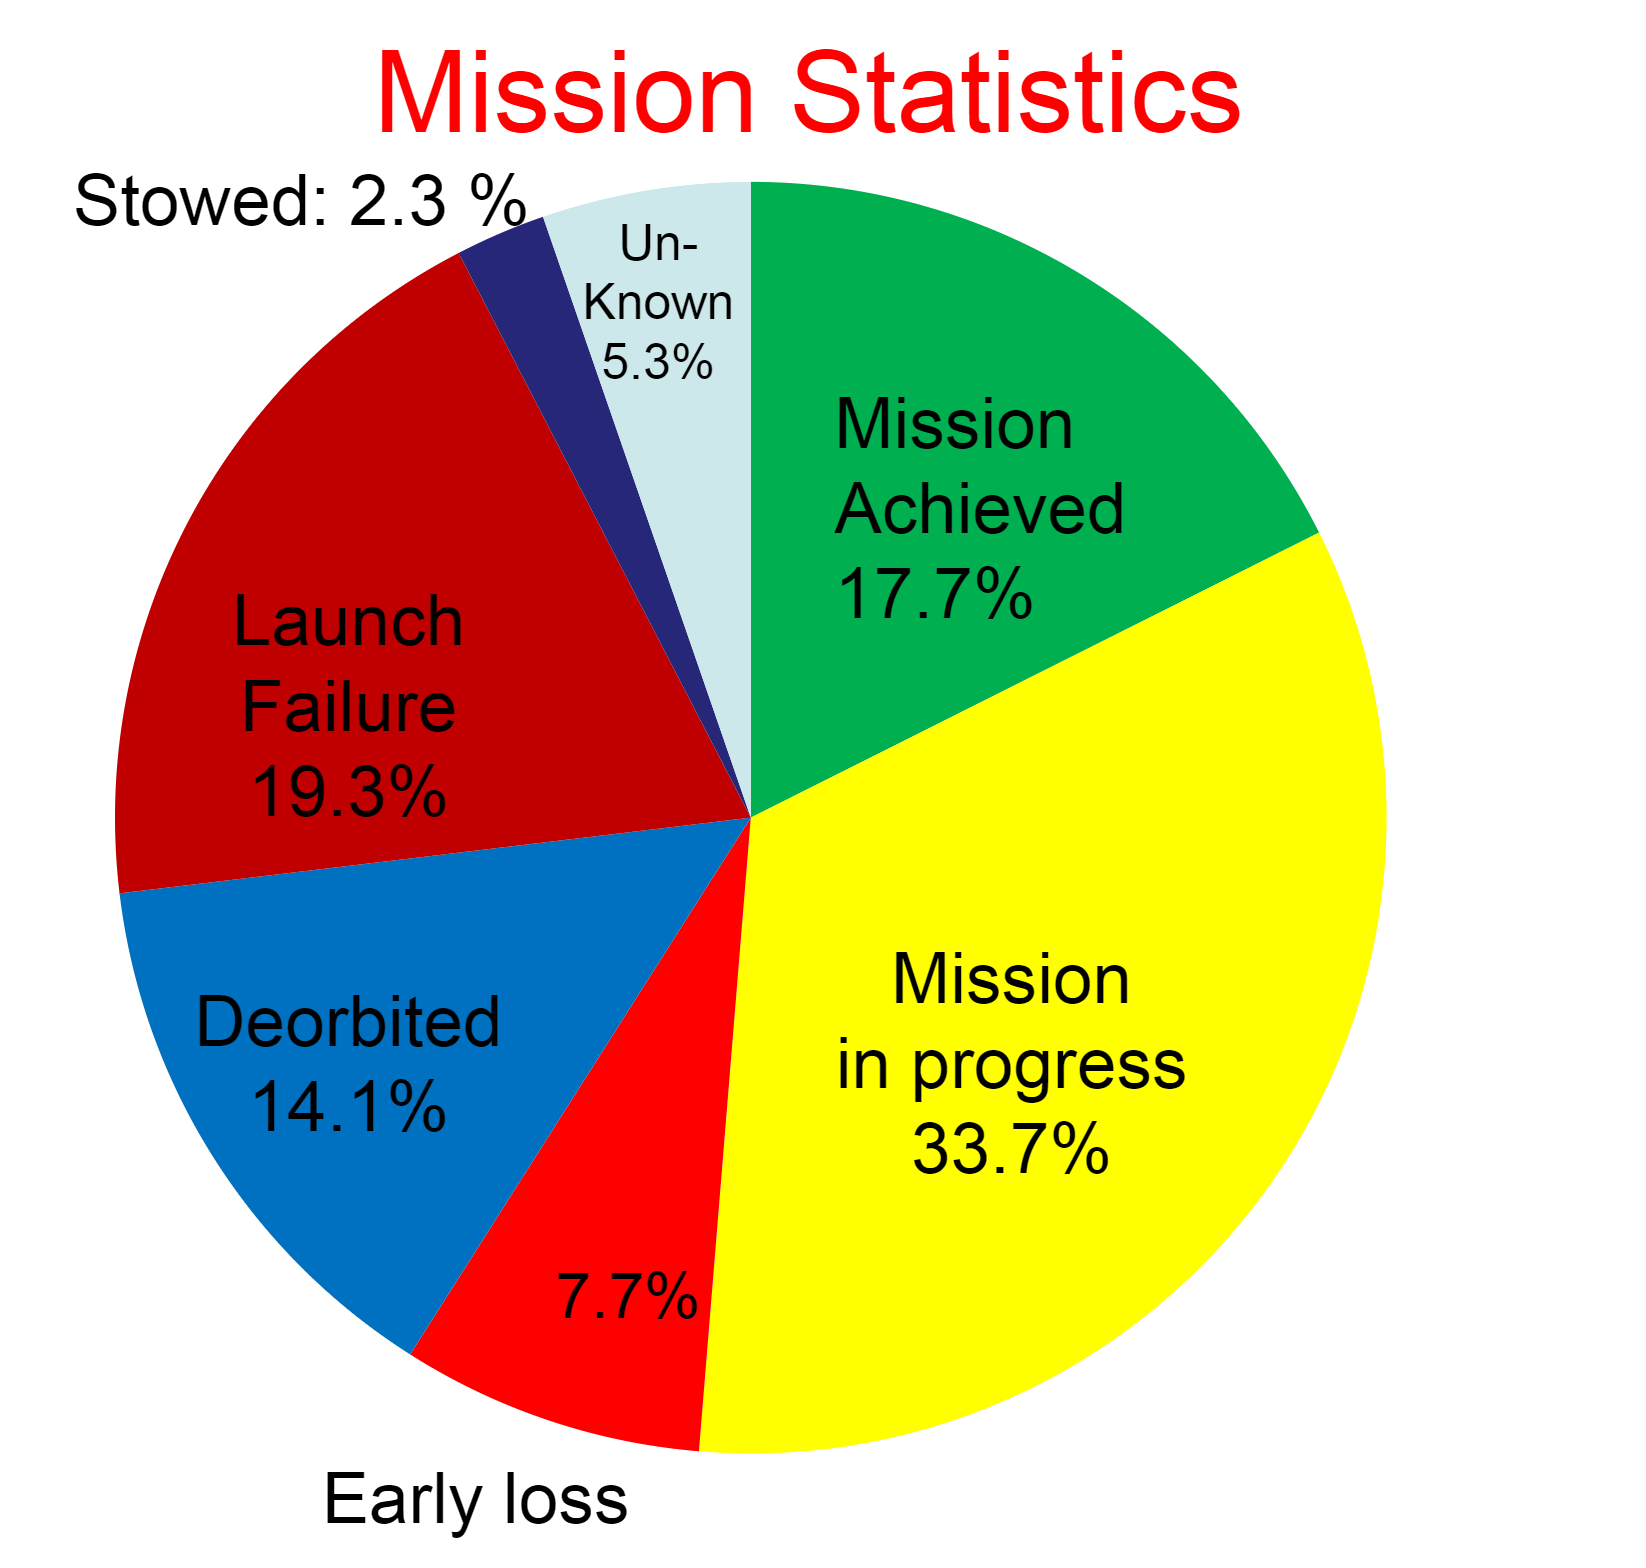 Mission Statistics
Stowed: 2.3 %
Un-
Known
5.3%
Mission
Achieved
17.7%
Launch
Failure
19.3%
Mission
in progress
33.7%
Deorbited
14.1%
7.7%
Early loss